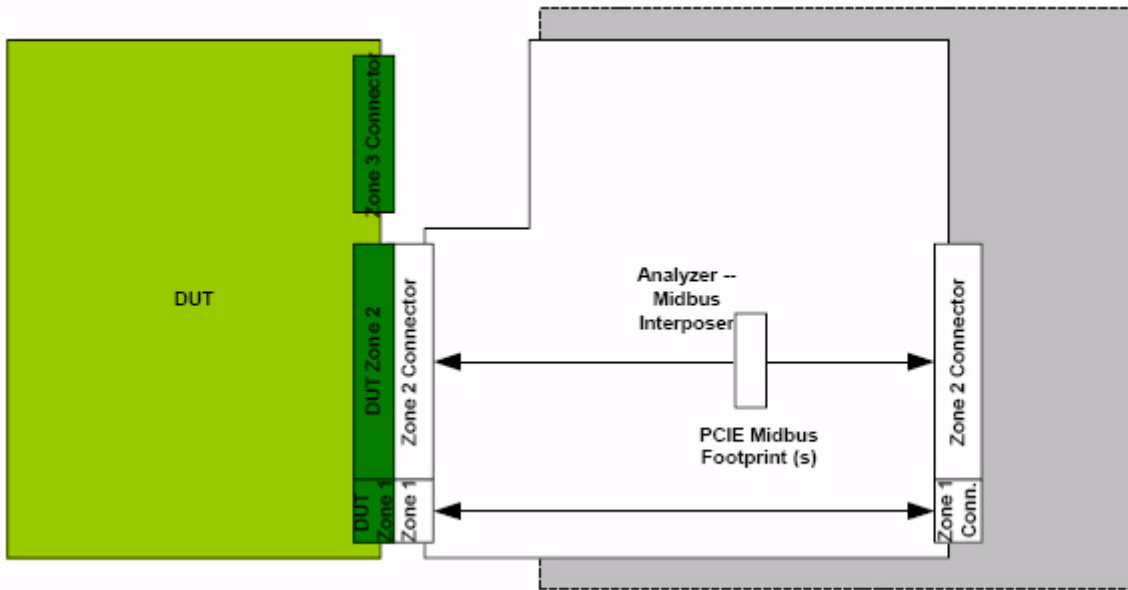 Zone 3 Connector
DUT
DUT Zone 2
Zone 2 Connector
Analyzer --
Midbus
Interposer
PCIE Midbus
Footprint (s)
Zone 2 Connector
DUT
Zone 1
Zone 1
Zone 1
Conn.